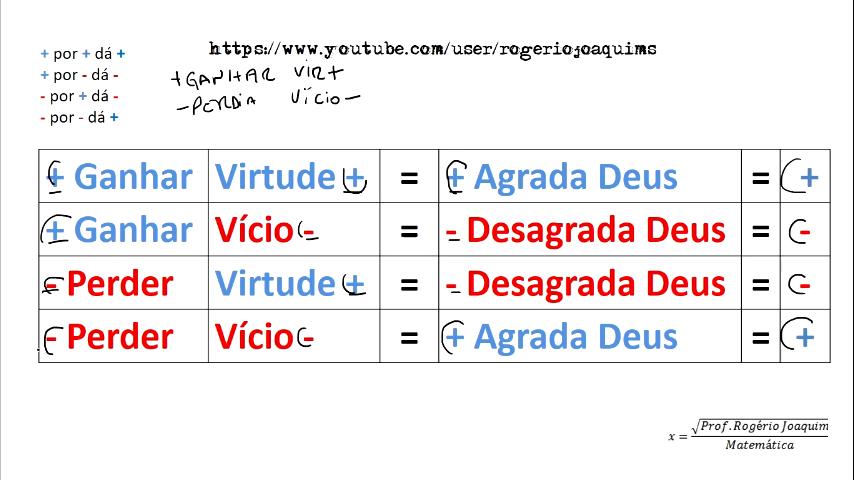 https://www.youtube.com/user/rogeriojoaquims
+ por + dá +
+ por - dá -
- por + dá -
- por - dá +
+GANHAR VIR+
-PERDIA VÍCIO-
+ Ganhar Virtude + = + Agrada Deus = +
+ Ganhar Vício - = - Desagrada Deus = -
- Perder Virtude + = - Desagrada Deus = -
- Perder Vício - = + Agrada Deus = +
x = √Prof.Rogério Joaquim
Matemática